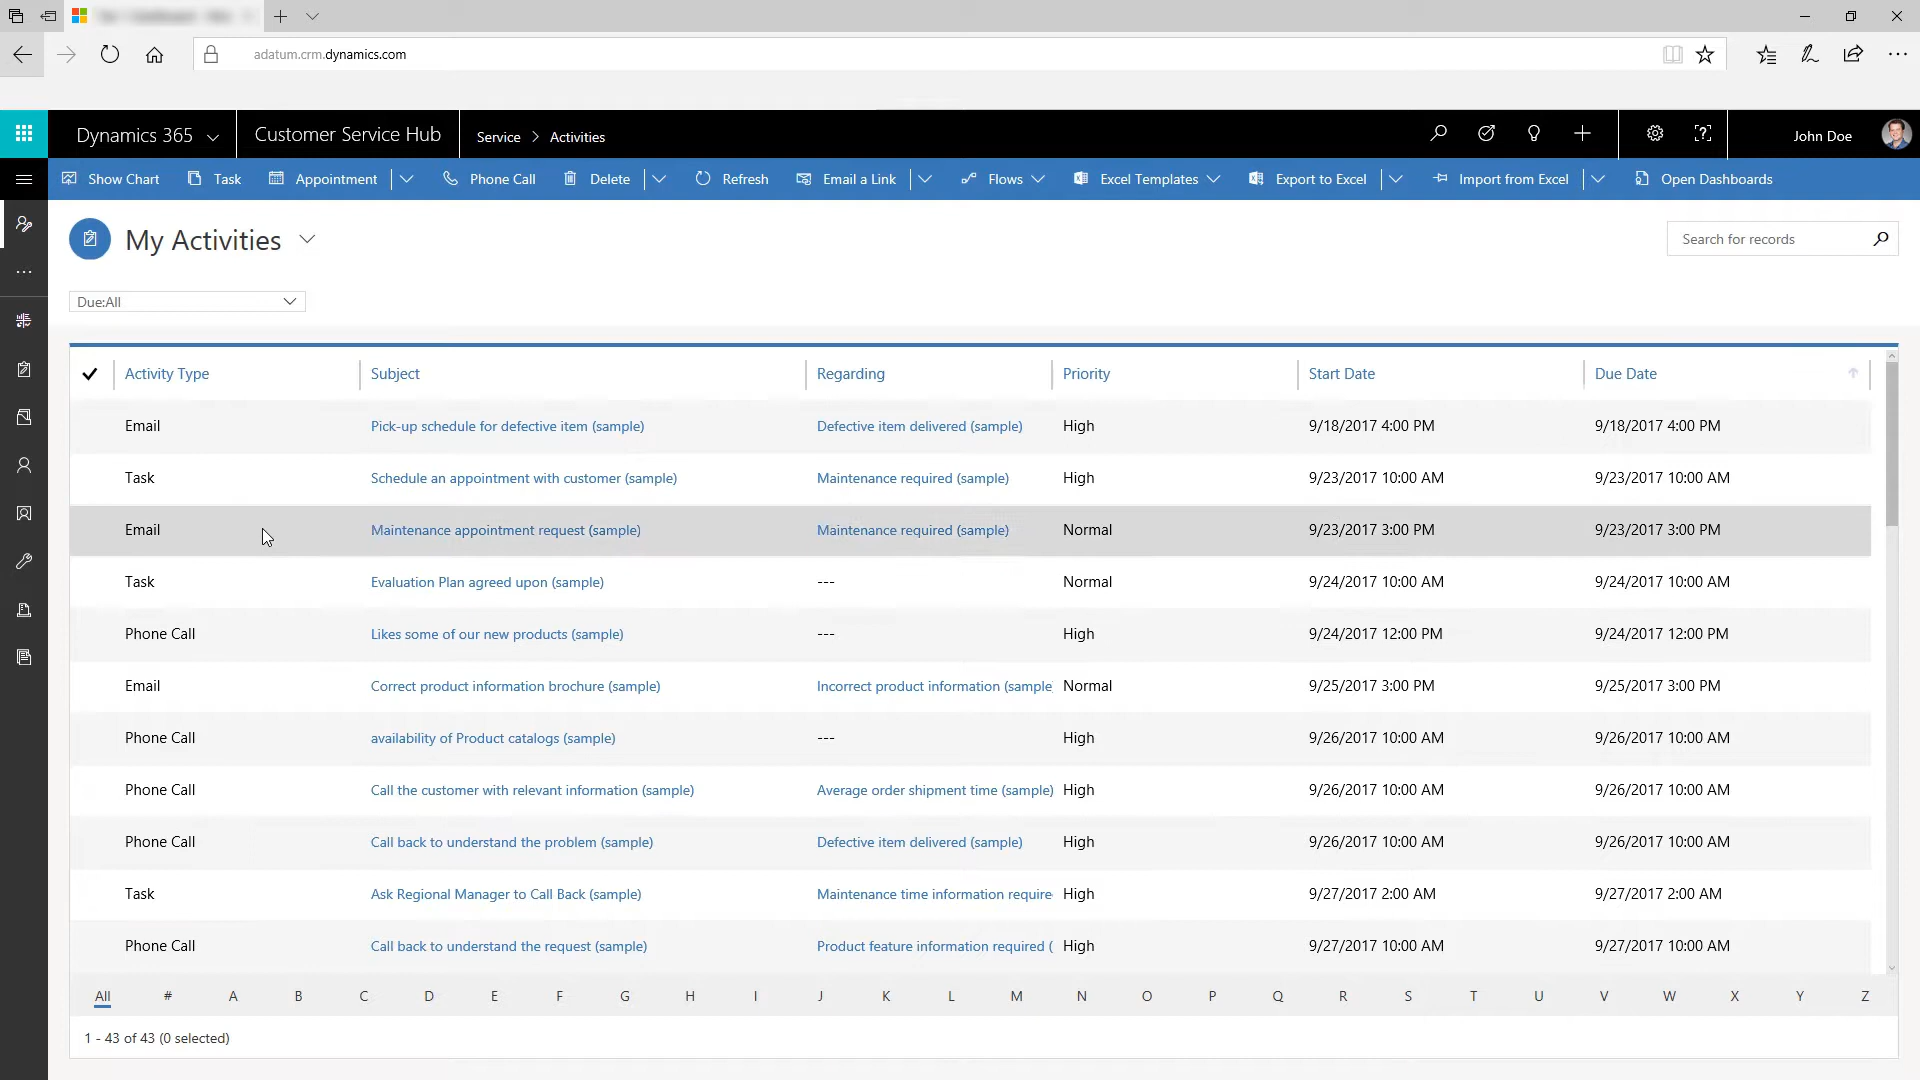 adatum.crm.dynamics.com
Dynamics 365 Customer Service Hub Service > Activities John Doe
Show Chart Task Appointment Phone Call Delete Refresh Email a Link Flows Excel Templates Export to Excel Import from Excel Open Dashboards
My Activities
Search for records
Due:All
Activity Type Subject Regarding Priority Start Date Due Date
Email Pick-up schedule for defective item (sample) Defective item delivered (sample) High 9/18/2017 4:00 PM 9/18/2017 4:00 PM
Task Schedule an appointment with customer (sample) Maintenance required (sample) High 9/23/2017 10:00 AM 9/23/2017 10:00 AM
Email Maintenance appointment request (sample) Maintenance required (sample) Normal 9/23/2017 3:00 PM 9/23/2017 3:00 PM
Task Evaluation Plan agreed upon (sample) --- Normal 9/24/2017 10:00 AM 9/24/2017 10:00 AM
Phone Call Likes some of our new products (sample) --- High 9/24/2017 12:00 PM 9/24/2017 12:00 PM
Email Correct product information brochure (sample) Incorrect product information (sample) Normal 9/25/2017 3:00 PM 9/25/2017 3:00 PM
Phone Call availability of Product catalogs (sample) --- High 9/26/2017 10:00 AM 9/26/2017 10:00 AM
Phone Call Call the customer with relevant information (sample) Average order shipment time (sample) High 9/26/2017 10:00 AM 9/26/2017 10:00 AM
Phone Call Call back to understand the problem (sample) Defective item delivered (sample) High 9/26/2017 10:00 AM 9/26/2017 10:00 AM
Task Ask Regional Manager to Call Back (sample) Maintenance time information require High 9/27/2017 2:00 AM 9/27/2017 2:00 AM
Phone Call Call back to understand the request (sample) Product feature information required ( High 9/27/2017 10:00 AM 9/27/2017 10:00 AM
All # A B C D E F G H I J K L M N O P Q R S T U V W X Y Z
1 - 43 of 43 (0 selected)